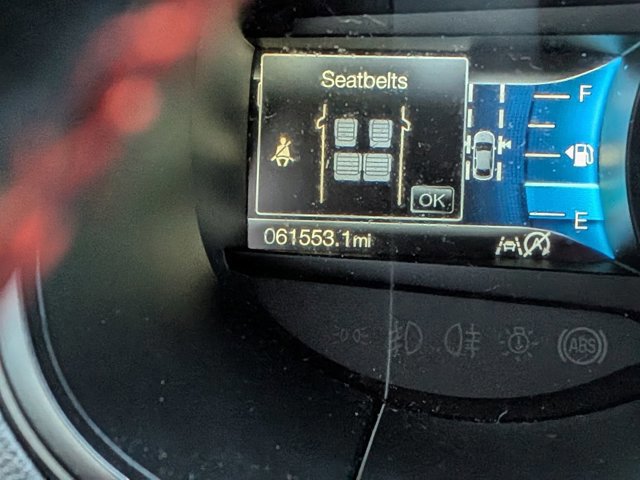 Seatbelts
F
OK
E
061553.1mi
A
ABS